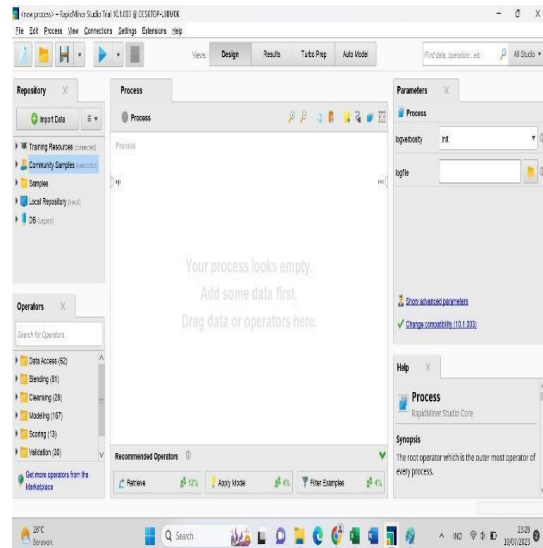 <new process> – RapidMiner Studio Trial 10.1.003 @ DESKTOP-
File Edit Process View Connections Settings Extensions Help
Views: Design Results Turbo Prep Auto Model Find data, operators...etc All Studio
Repository
Import Data
Training Resources (connected)
Community Samples (connected)
Samples
Local Repository (Local)
DB (Legacy)
Operators
Search for Operators
Data Access (62)
Blending (81)
Cleansing (28)
Modeling (167)
Scoring (13)
Validation (30)
Get more operators from the
Marketplace
Process
Process
Process
inp
res
Your process looks empty.
Add some data first.
Drag data or operators here.
Recommended Operators
Retrieve 12% Apply Model 4% Filter Examples 4%
Parameters
Process
logverbosity init
logfile
Show advanced parameters
Change compatibility (10.1.003)
Help
Process
RapidMiner Studio Core
Synopsis
The root operator which is the outer most operator of
every process.
26°C
Berawan
Search
IND
23:28
10/07/2023